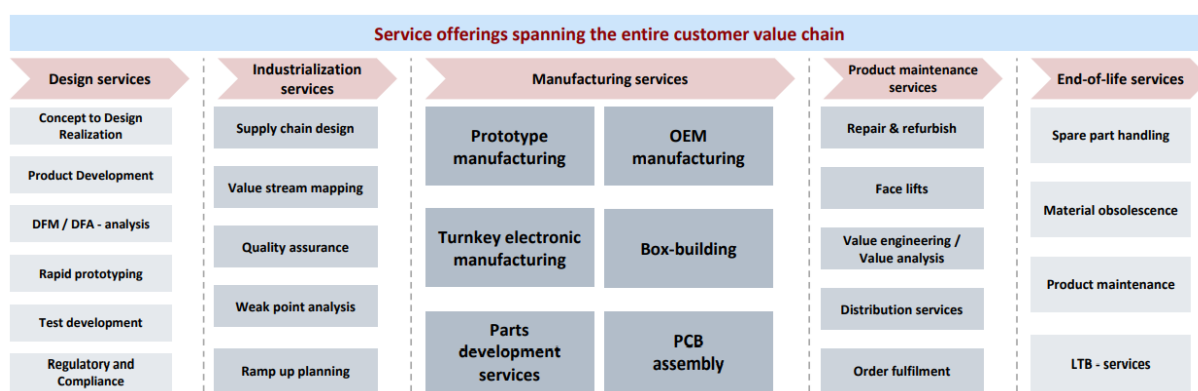 Service offerings spanning the entire customer value chain
Design services
Concept to Design
Realization
Product Development
DFM / DFA - analysis
Rapid prototyping
Test development
Regulatory and
Compliance
Industrialization
services
Supply chain design
Value stream mapping
Quality assurance
Weak point analysis
Ramp up planning
Manufacturing services
Prototype
manufacturing
OEM
manufacturing
Turnkey electronic
manufacturing
Box-building
Parts
development
services
PCB
assembly
Product maintenance
services
Repair & refurbish
Face lifts
Value engineering /
Value analysis
Distribution services
Order fulfilment
End-of-life services
Spare part handling
Material obsolescence
Product maintenance
LTB - services